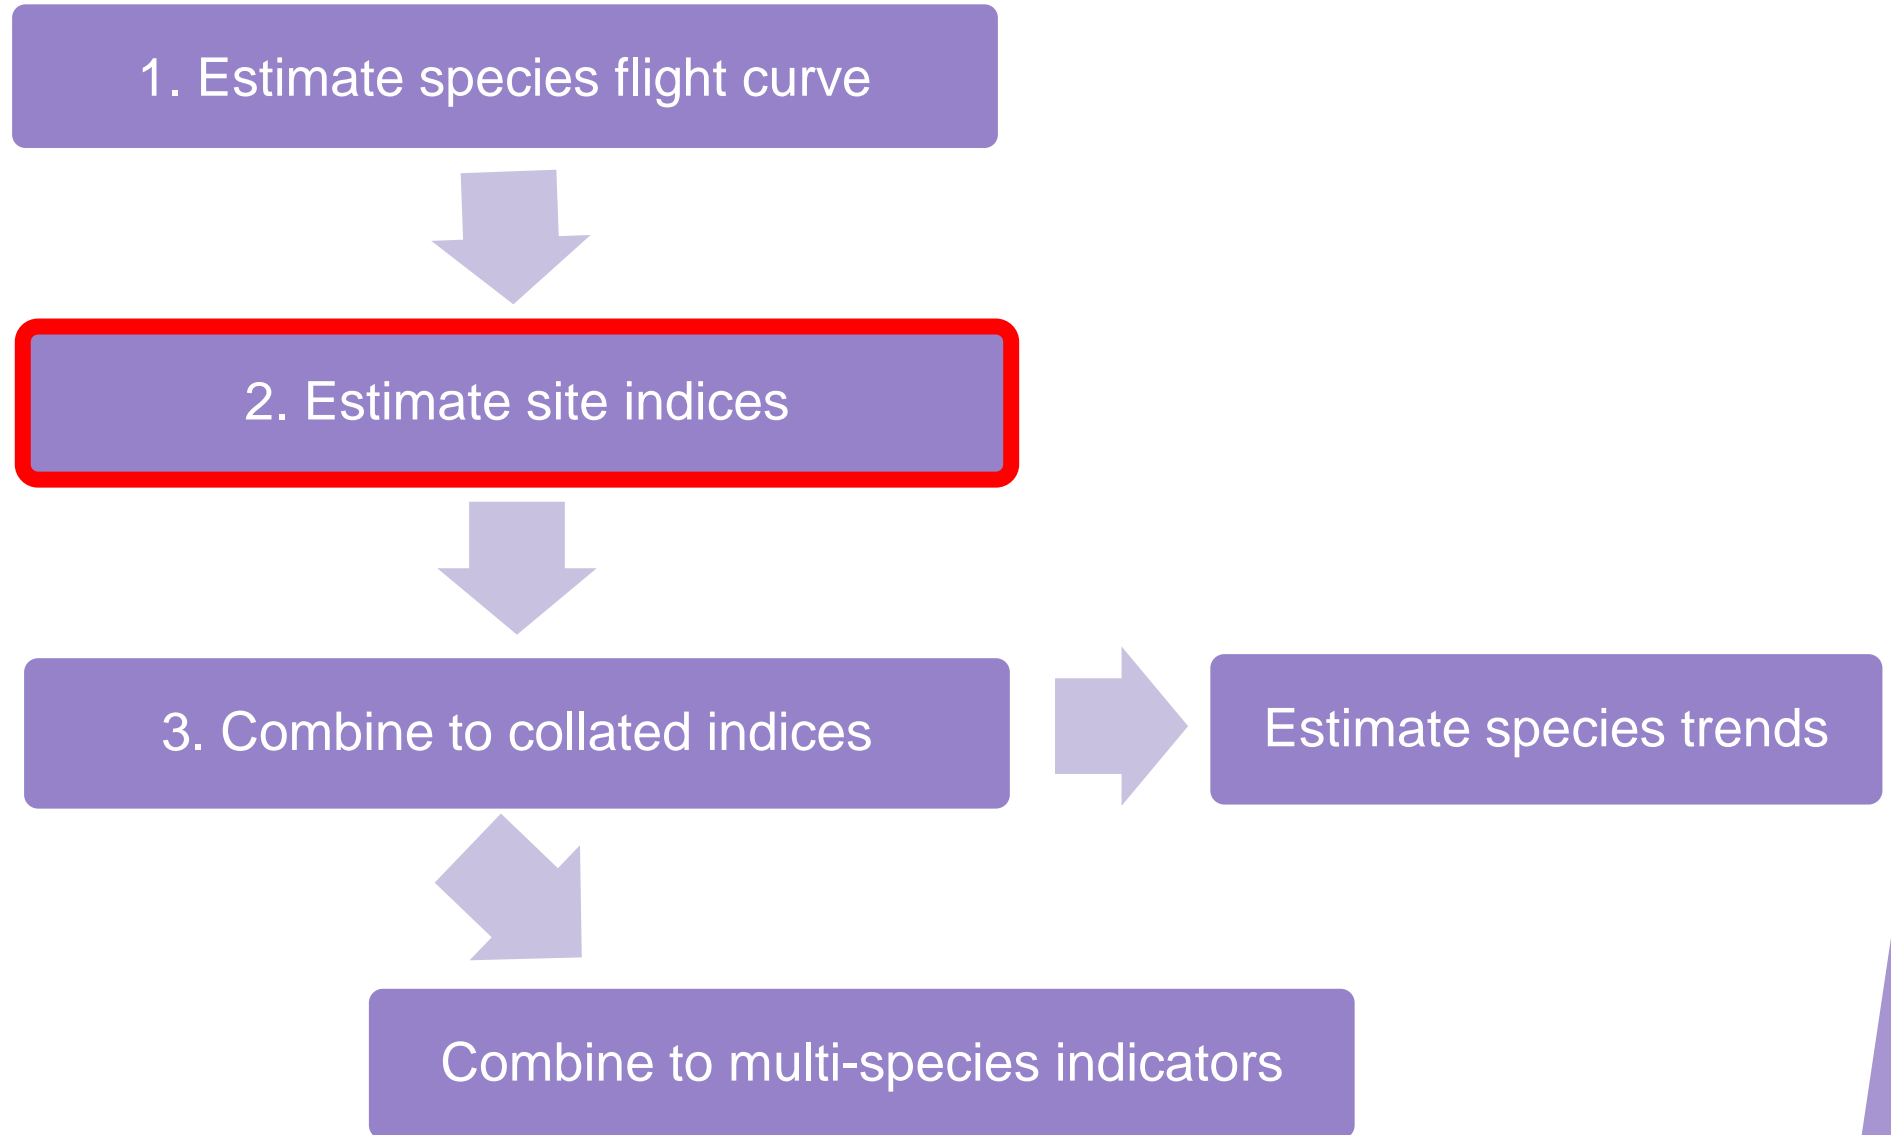 1. Estimate species flight curve
2. Estimate site indices
3. Combine to collated indices
Estimate species trends
Combine to multi-species indicators